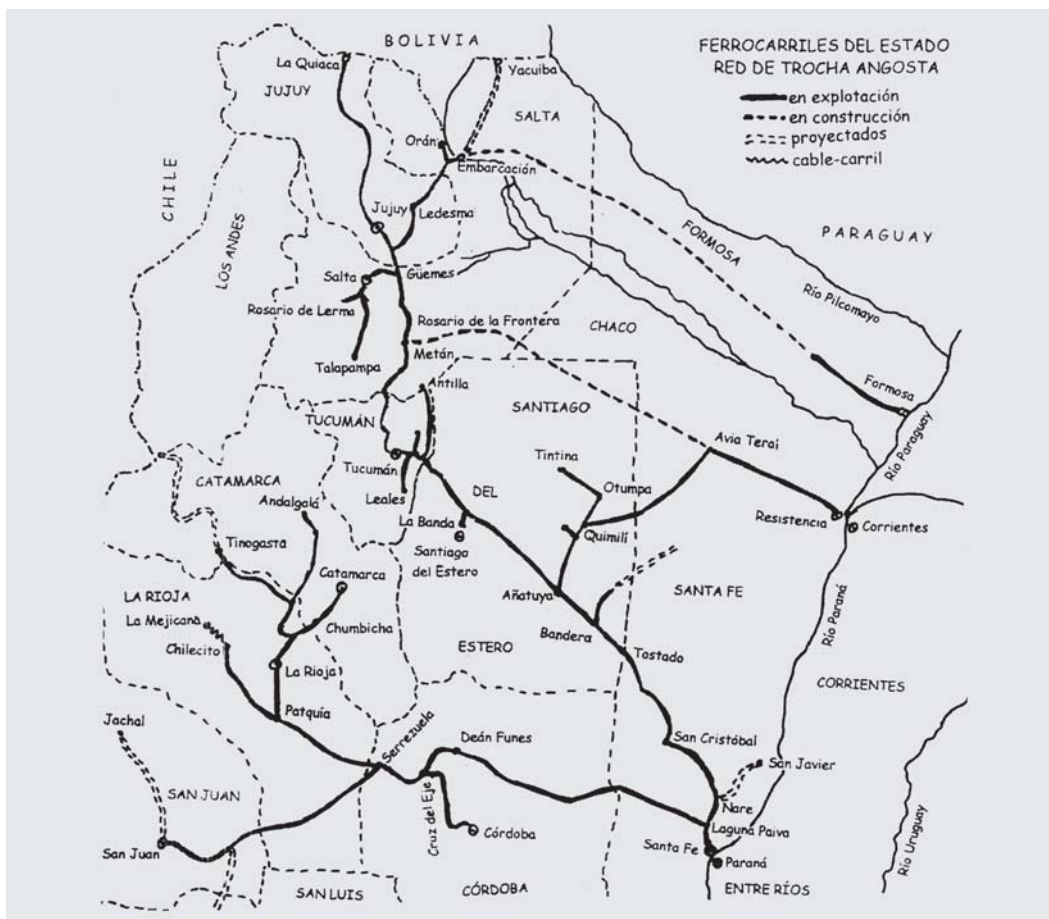 FERROCARRILES DEL ESTADO
RED DE TROCHA ANGOSTA
en explotación
en construcción
proyectados
cable-carril
BOLIVIA
La Quiaca
JUJUY
Yacuiba
SALTA
Orán
Embarcación
CHILE
LOS ANDES
Jujuy
Ledesma
FORMOSA
PARAGUAY
Salta
Güemes
Río Pilcomayo
Rosario de Lerma
Rosario de la Frontera
CHACO
Talapampa
Metán
Antilla
Formosa
TUCUMÁN
SANTIAGO
Río Paraguay
Tucumán
Tintina
Avia Terai
CATAMARCA
Leales
DEL
Otumpa
Andalgalá
La Banda
Quimilí
Resistencia
Corrientes
Tinogasta
Santiago
del Estero
Catamarca
Añatuya
SANTA FE
LA RIOJA
La Mejicana
Chumbicha
Bandera
Río Paraná
Chilecito
ESTERO
Tostado
La Rioja
CORRIENTES
Patquía
Jachal
Serrezuela
Deán Funes
San Cristóbal
San Javier
SAN JUAN
Cruz del Eje
Nare
Córdoba
Laguna Paiva
San Juan
Santa Fe
Paraná
Río Uruguay
SAN LUIS
CÓRDOBA
ENTRE RÍOS